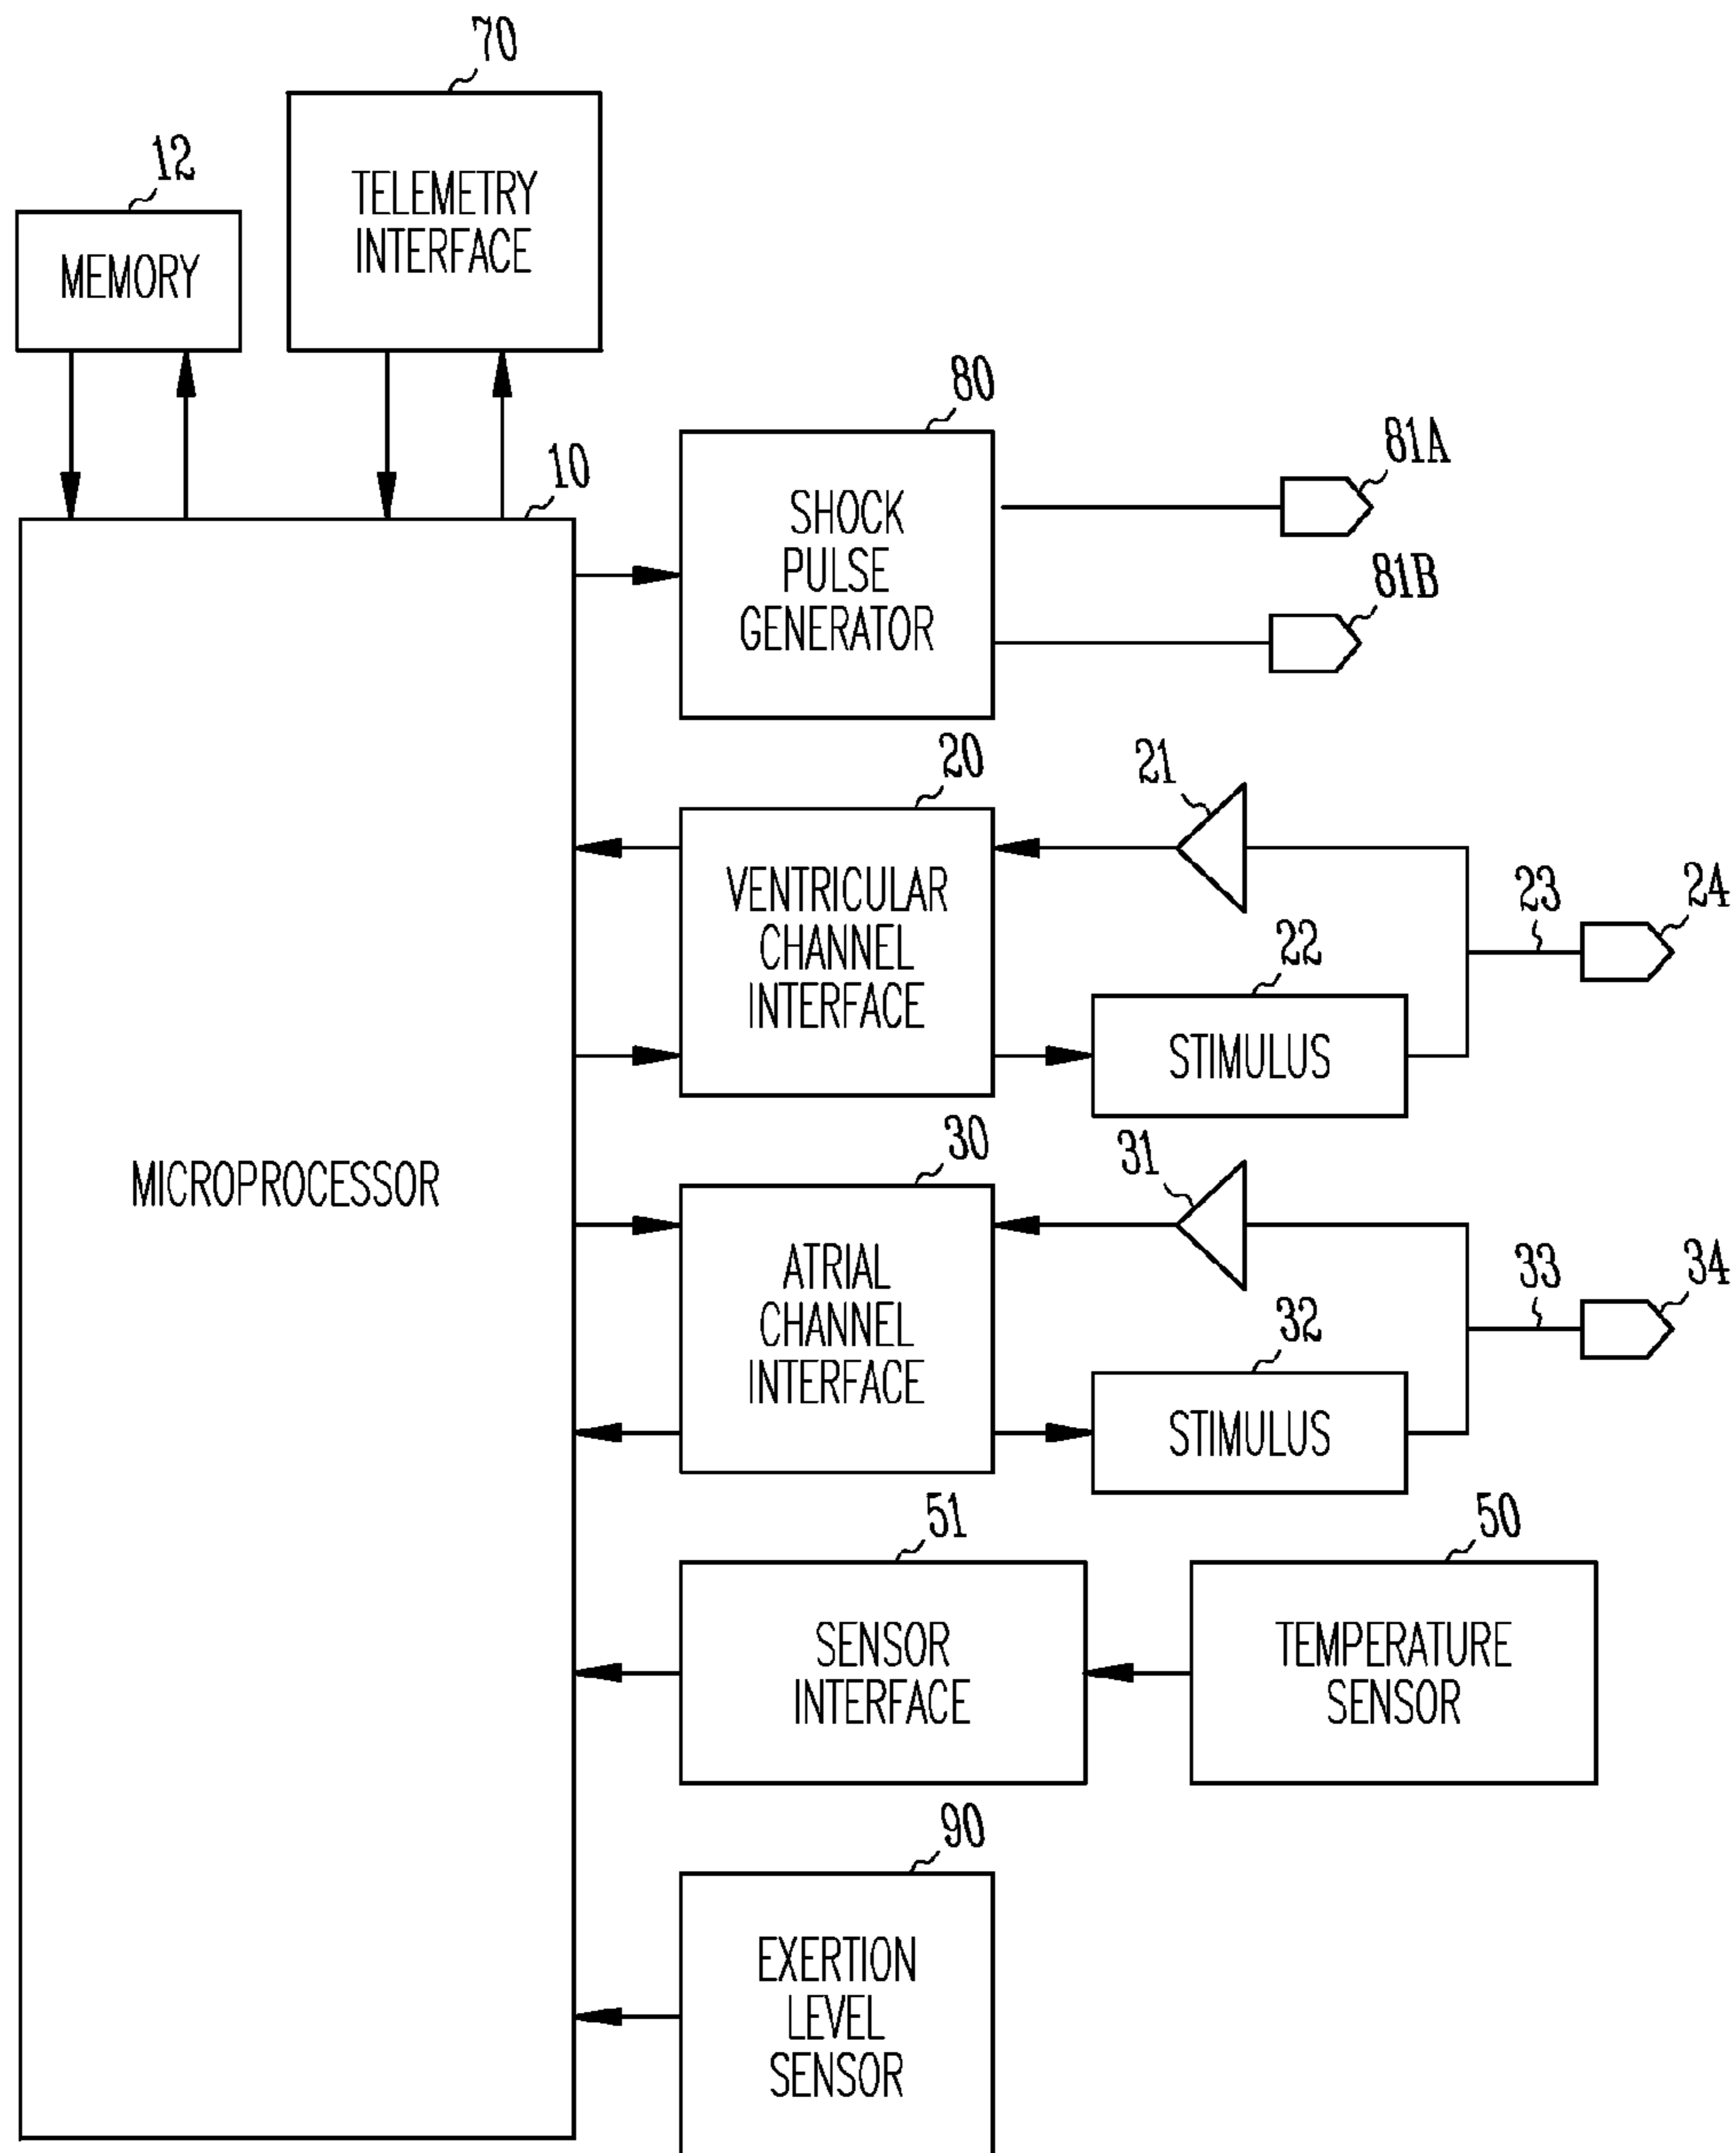 70
12
TELEMETRY
INTERFACE
MEMORY
80
10
81A
SHOCK
PULSE
GENERATOR
81B
20
21
VENTRICULAR
CHANNEL
INTERFACE
23
24
22
STIMULUS
MICROPROCESSOR
30
31
ATRIAL
CHANNEL
INTERFACE
33
34
32
STIMULUS
51
50
SENSOR
INTERFACE
TEMPERATURE
SENSOR
90
EXERTION
LEVEL
SENSOR